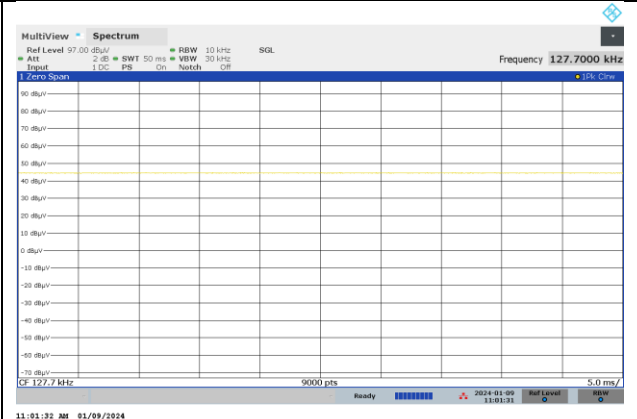 MultiView Spectrum
Ref Level 97.00 dBµV RBW 10 kHz SGL
Att 2 dB SWT 50 ms VBW 30 kHz Frequency 127.7000 kHz
Input 1 DC PS On Notch Off
1 Zero Span 1Pk Clrw
90 dBµV
80 dBµV
70 dBµV
60 dBµV
50 dBµV
40 dBµV
30 dBµV
20 dBµV
10 dBµV
0 dBµV
-10 dBµV
-20 dBµV
-30 dBµV
-40 dBµV
-50 dBµV
-60 dBµV
-70 dBµV
CF 127.7 kHz 9000 pts 5.0 ms/
Ready 2024-01-09 Ref Level RBW
11:01:31
11:01:32 AM 01/09/2024